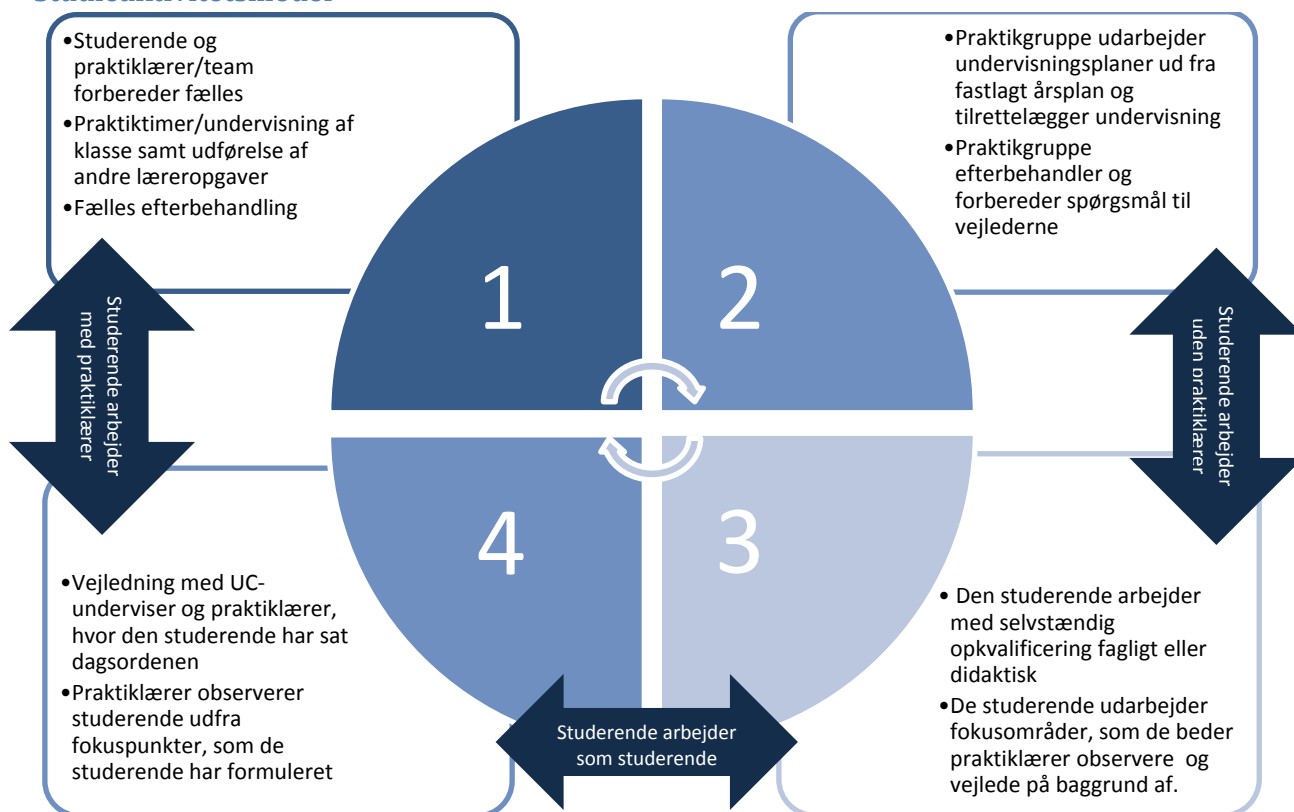 •Studerende og
praktiklærer/team
forbereder fælles
•Praktiktimer/undervisning af
klasse samt udførelse af
andre læreropgaver
•Fælles efterbehandling
•Praktikgruppe udarbejder
undervisningsplaner ud fra
fastlagt årsplan og
tilrettelægger undervisning
•Praktikgruppe
efterbehandler og
forbereder spørgsmål til
vejlederne
1
2
Studerende arbejder
med praktiklærer
Studerende arbejder
uden praktiklærer
4
3
•Vejledning med UC-
underviser og praktiklærer,
hvor den studerende har sat
dagsordenen
•Praktiklærer observerer
studerende udfra
fokuspunkter, som de
studerende har formuleret
• Den studerende arbejder
med selvstændig
opkvalificering fagligt eller
didaktisk
•De studerende udarbejder
fokusområder, som de beder
praktiklærer observere og
vejlede på baggrund af.
Studerende arbejder
som studerende